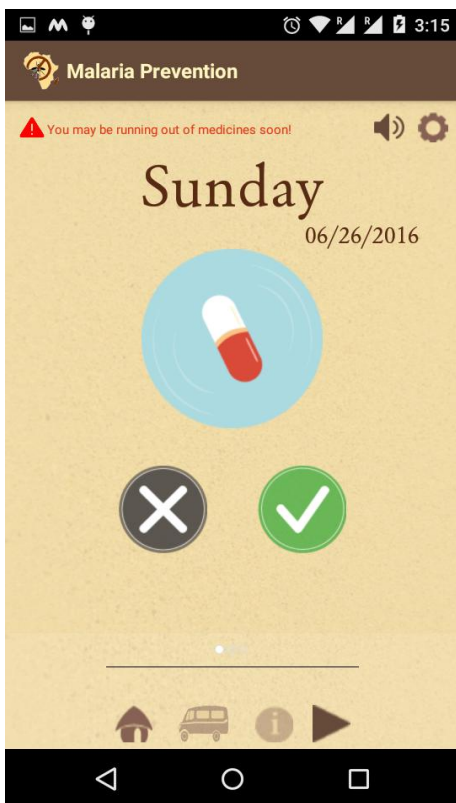 3:15
Malaria Prevention
You may be running out of medicines soon!
Sunday
06/26/2016